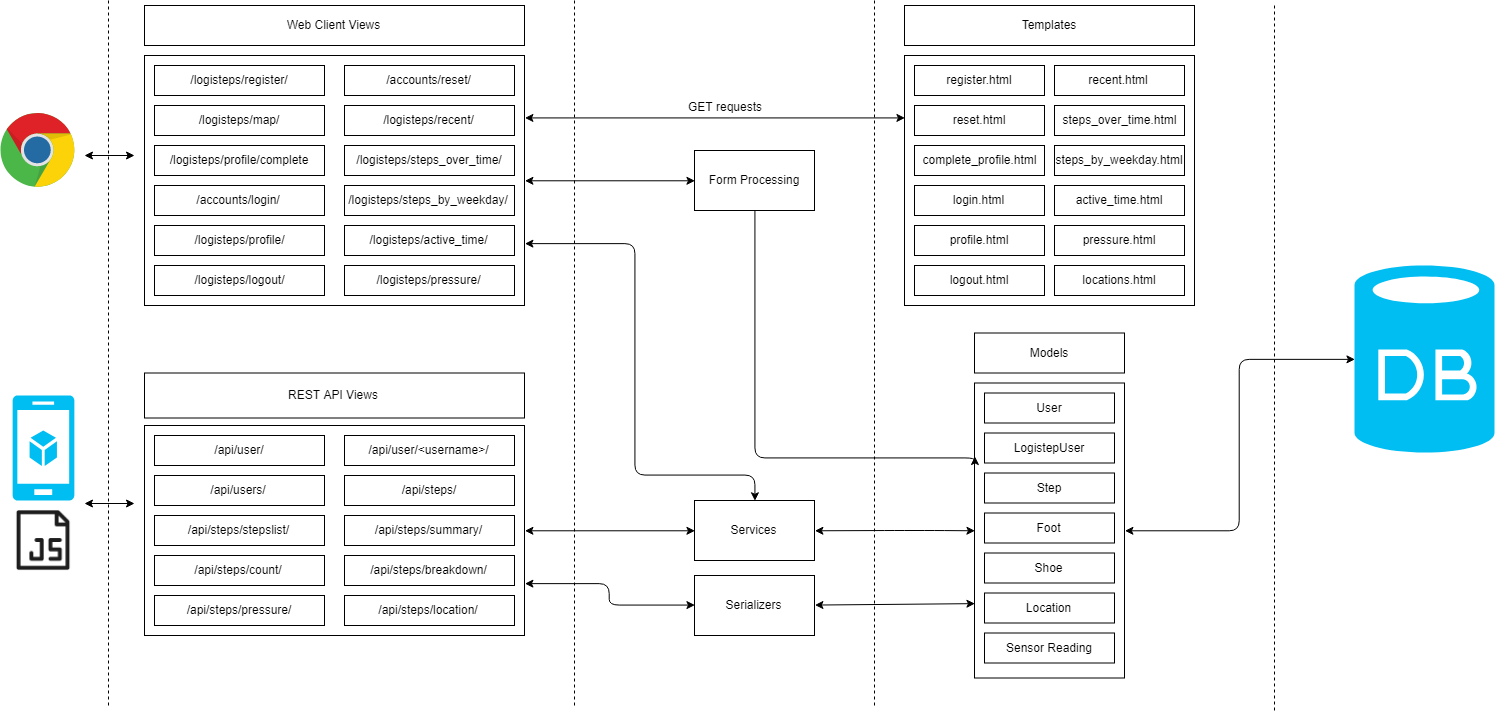 Web Client Views
/logisteps/register/
/accounts/reset/
/logisteps/map/
/logisteps/recent/
/logisteps/profile/complete
/logisteps/steps_over_time/
/accounts/login/
/logisteps/steps_by_weekday/
/logisteps/profile/
/logisteps/active_time/
/logisteps/logout/
/logisteps/pressure/
GET requests
Form Processing
Templates
register.html
recent.html
reset.html
steps_over_time.html
complete_profile.html
steps_by_weekday.html
login.html
active_time.html
profile.html
pressure.html
logout.html
locations.html
REST API Views
/api/user/
/api/user/<username>/
/api/users/
/api/steps/
/api/steps/stepslist/
/api/steps/summary/
/api/steps/count/
/api/steps/breakdown/
/api/steps/pressure/
/api/steps/location/
JS
Services
Serializers
Models
User
LogistepUser
Step
Foot
Shoe
Location
Sensor Reading
DB